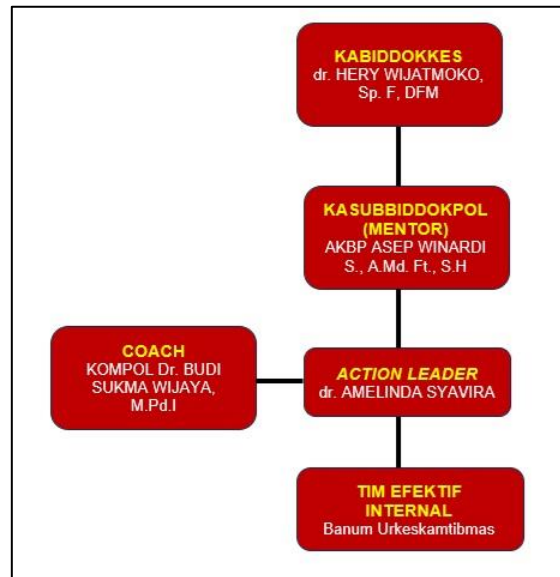 KABIDDOKKES
dr. HERY WIJATMOKO,
Sp. F, DFM
KASUBBIDDOKPOL
(MENTOR)
AKBP ASEP WINARDI
S., A.Md. Ft., S.H
COACH
KOMPOL Dr. BUDI
SUKMA WIJAYA,
M.Pd.I
ACTION LEADER
dr. AMELINDA SYAVIRA
TIM EFEKTIF
INTERNAL
Banum Urkeskamtibmas